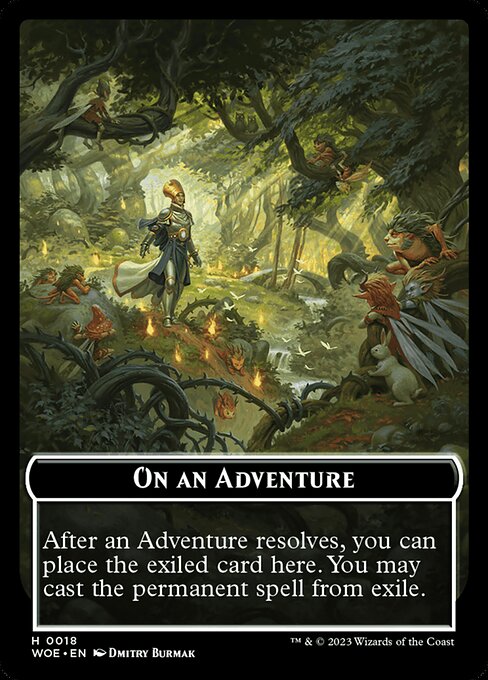 On an Adventure
After an Adventure resolves, you can
place the exiled card here. You may
cast the permanent spell from exile.
H 0018
WOE • EN Dmitry Burmak
™ & © 2023 Wizards of the Coast